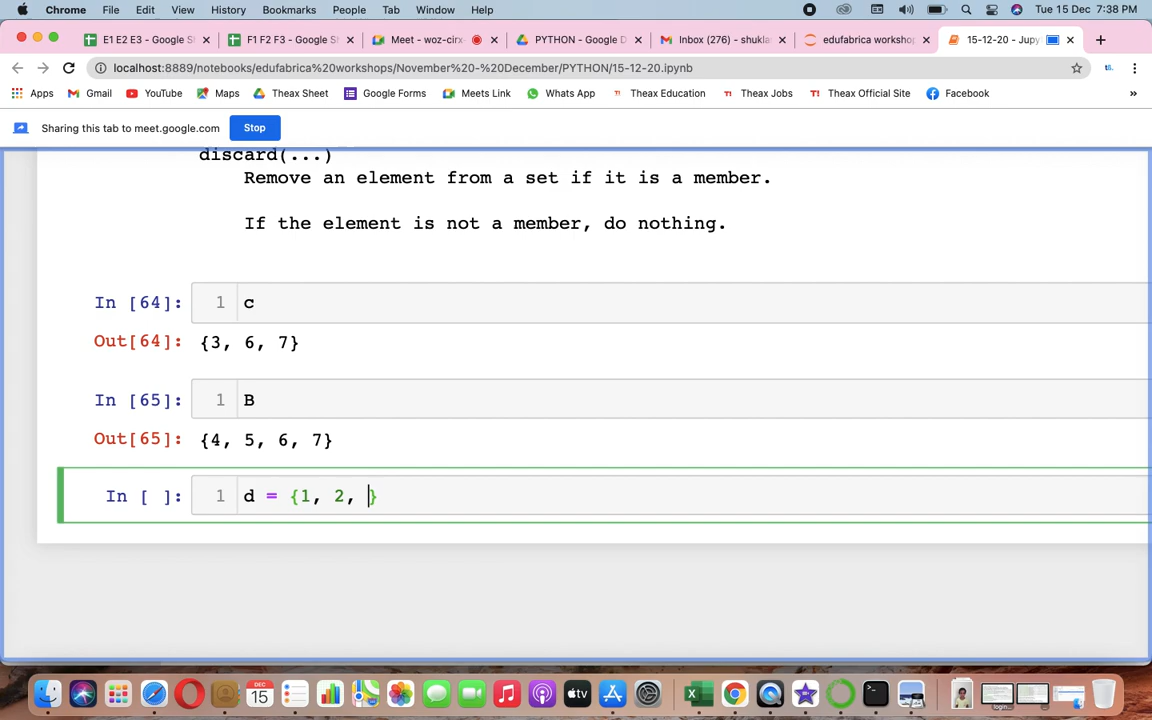 Chrome File Edit View History Bookmarks People Tab Window Help Tue 15 Dec 7:38 PM
E1 E2 E3 - Google S F1 F2 F3 - Google S Meet - woz-cirx- PYTHON - Google D Inbox (276) - shukla edufabrica workshop 15-12-20 - Jupy
localhost:8889/notebooks/edufabrica%20workshops/November%20-%20December/PYTHON/15-12-20.ipynb
Apps Gmail YouTube Maps Theax Sheet Google Forms Meets Link Whats App Theax Education Theax Jobs Theax Official Site Facebook »
Sharing this tab to meet.google.com Stop
discard(...)
Remove an element from a set if it is a member.
If the element is not a member, do nothing.
In [64]: 1 c
Out[64]: {3, 6, 7}
In [65]: 1 B
Out[65]: {4, 5, 6, 7}
In [ ]: 1 d = {1, 2, }
DEC
15